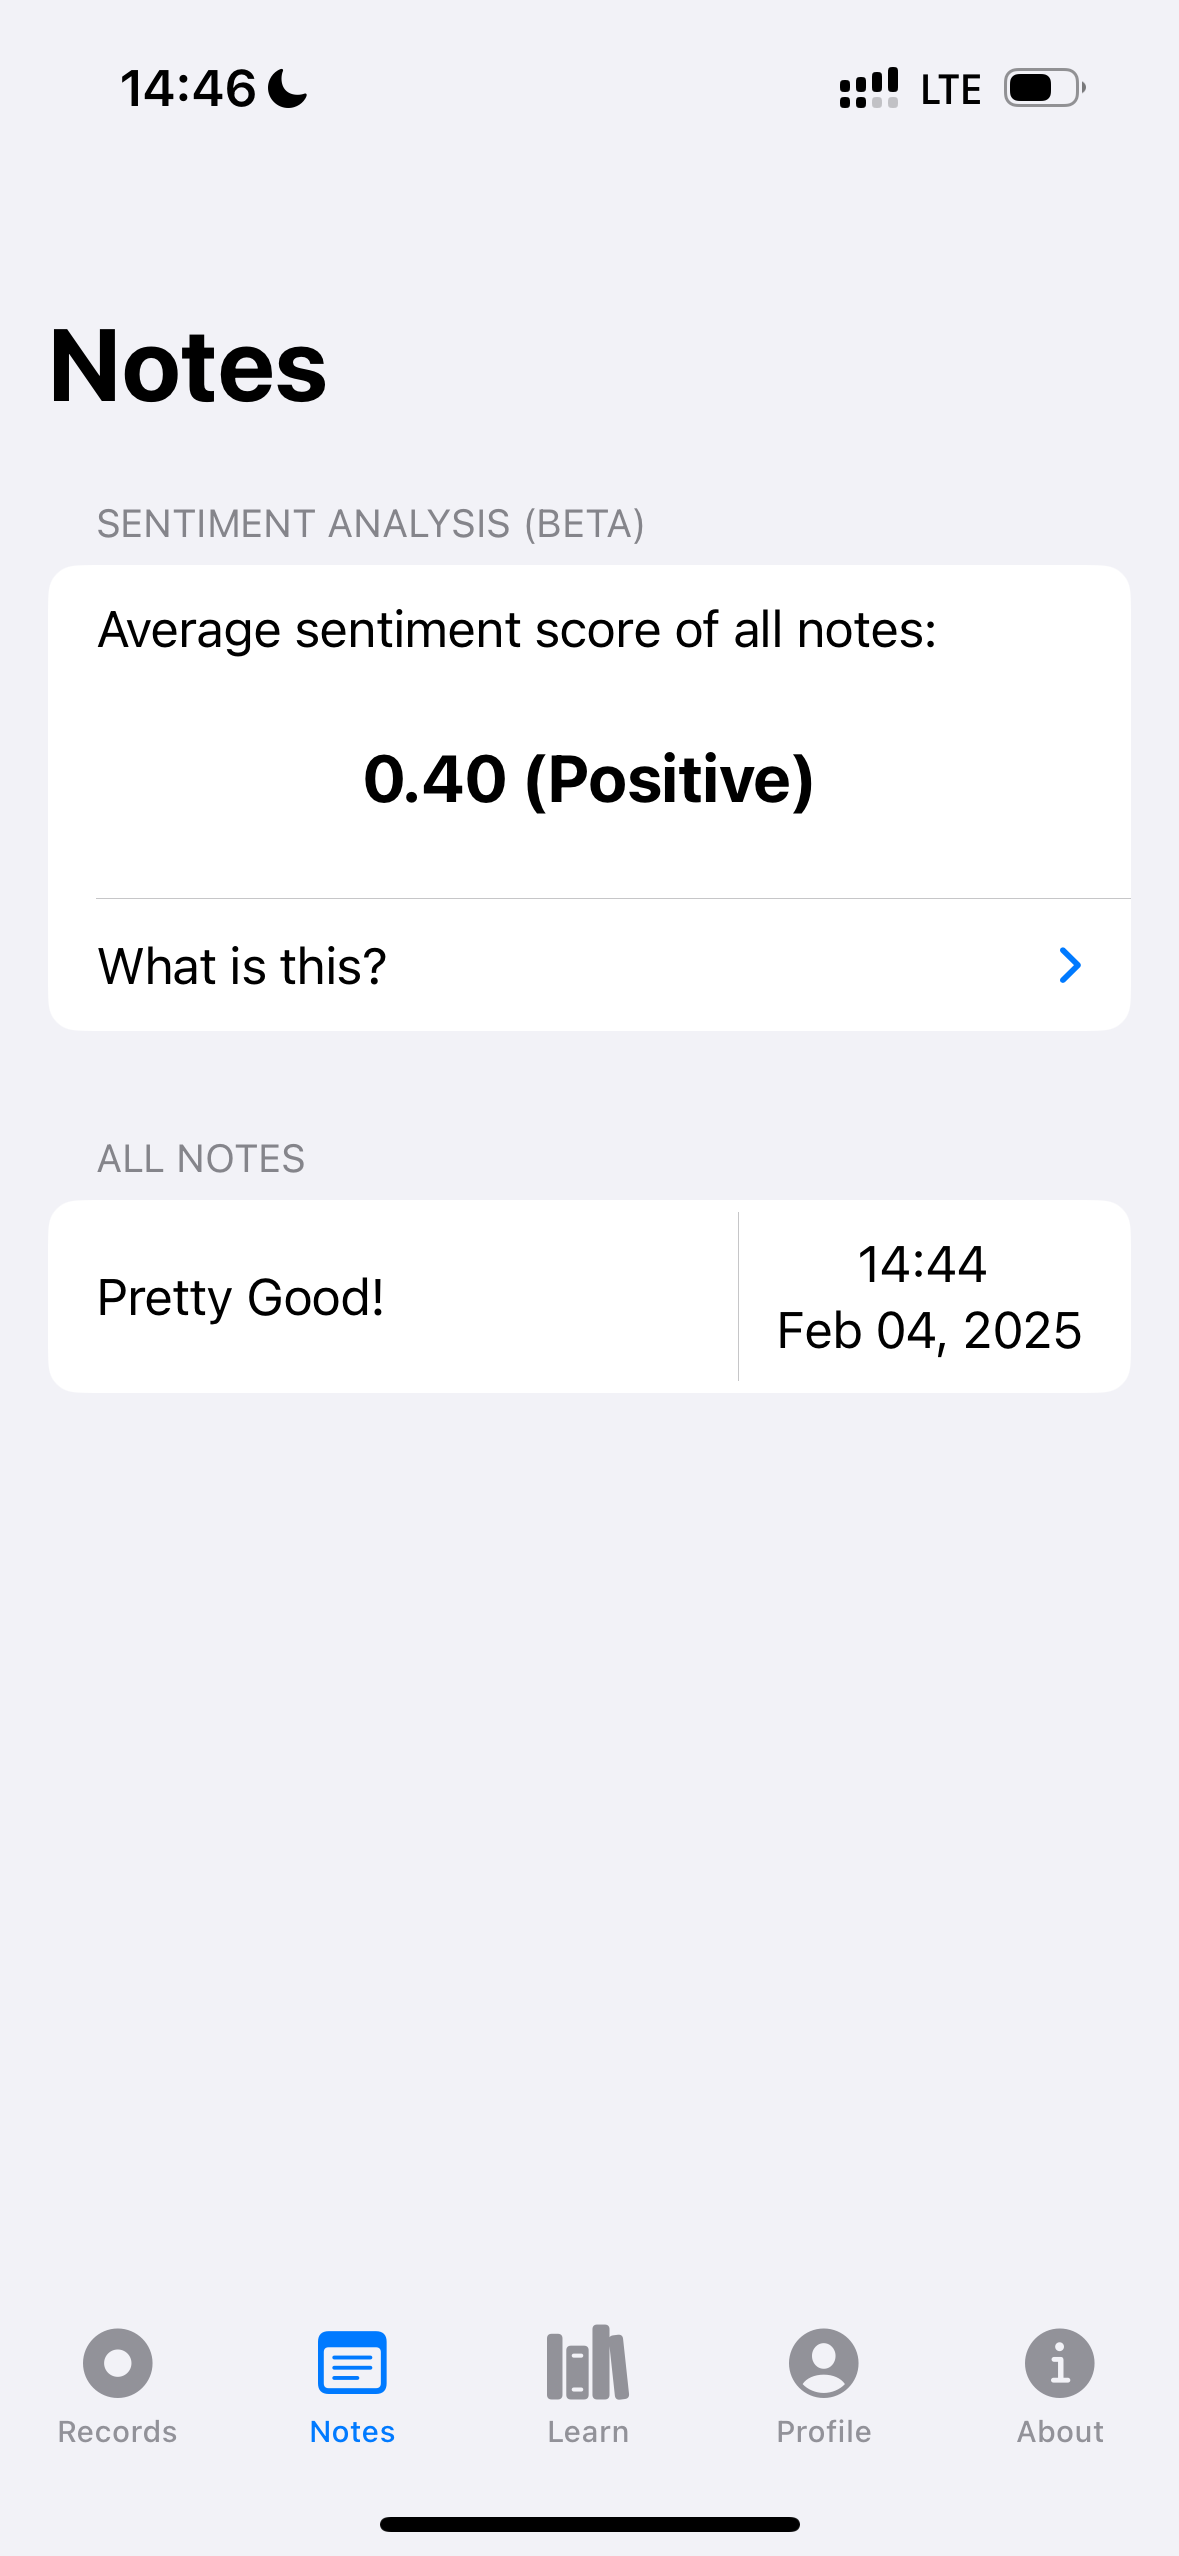 14:46
LTE
Notes
SENTIMENT ANALYSIS (BETA)
Average sentiment score of all notes:
0.40 (Positive)
What is this?
ALL NOTES
Pretty Good!
14:44
Feb 04, 2025
Records
Notes
Learn
Profile
About